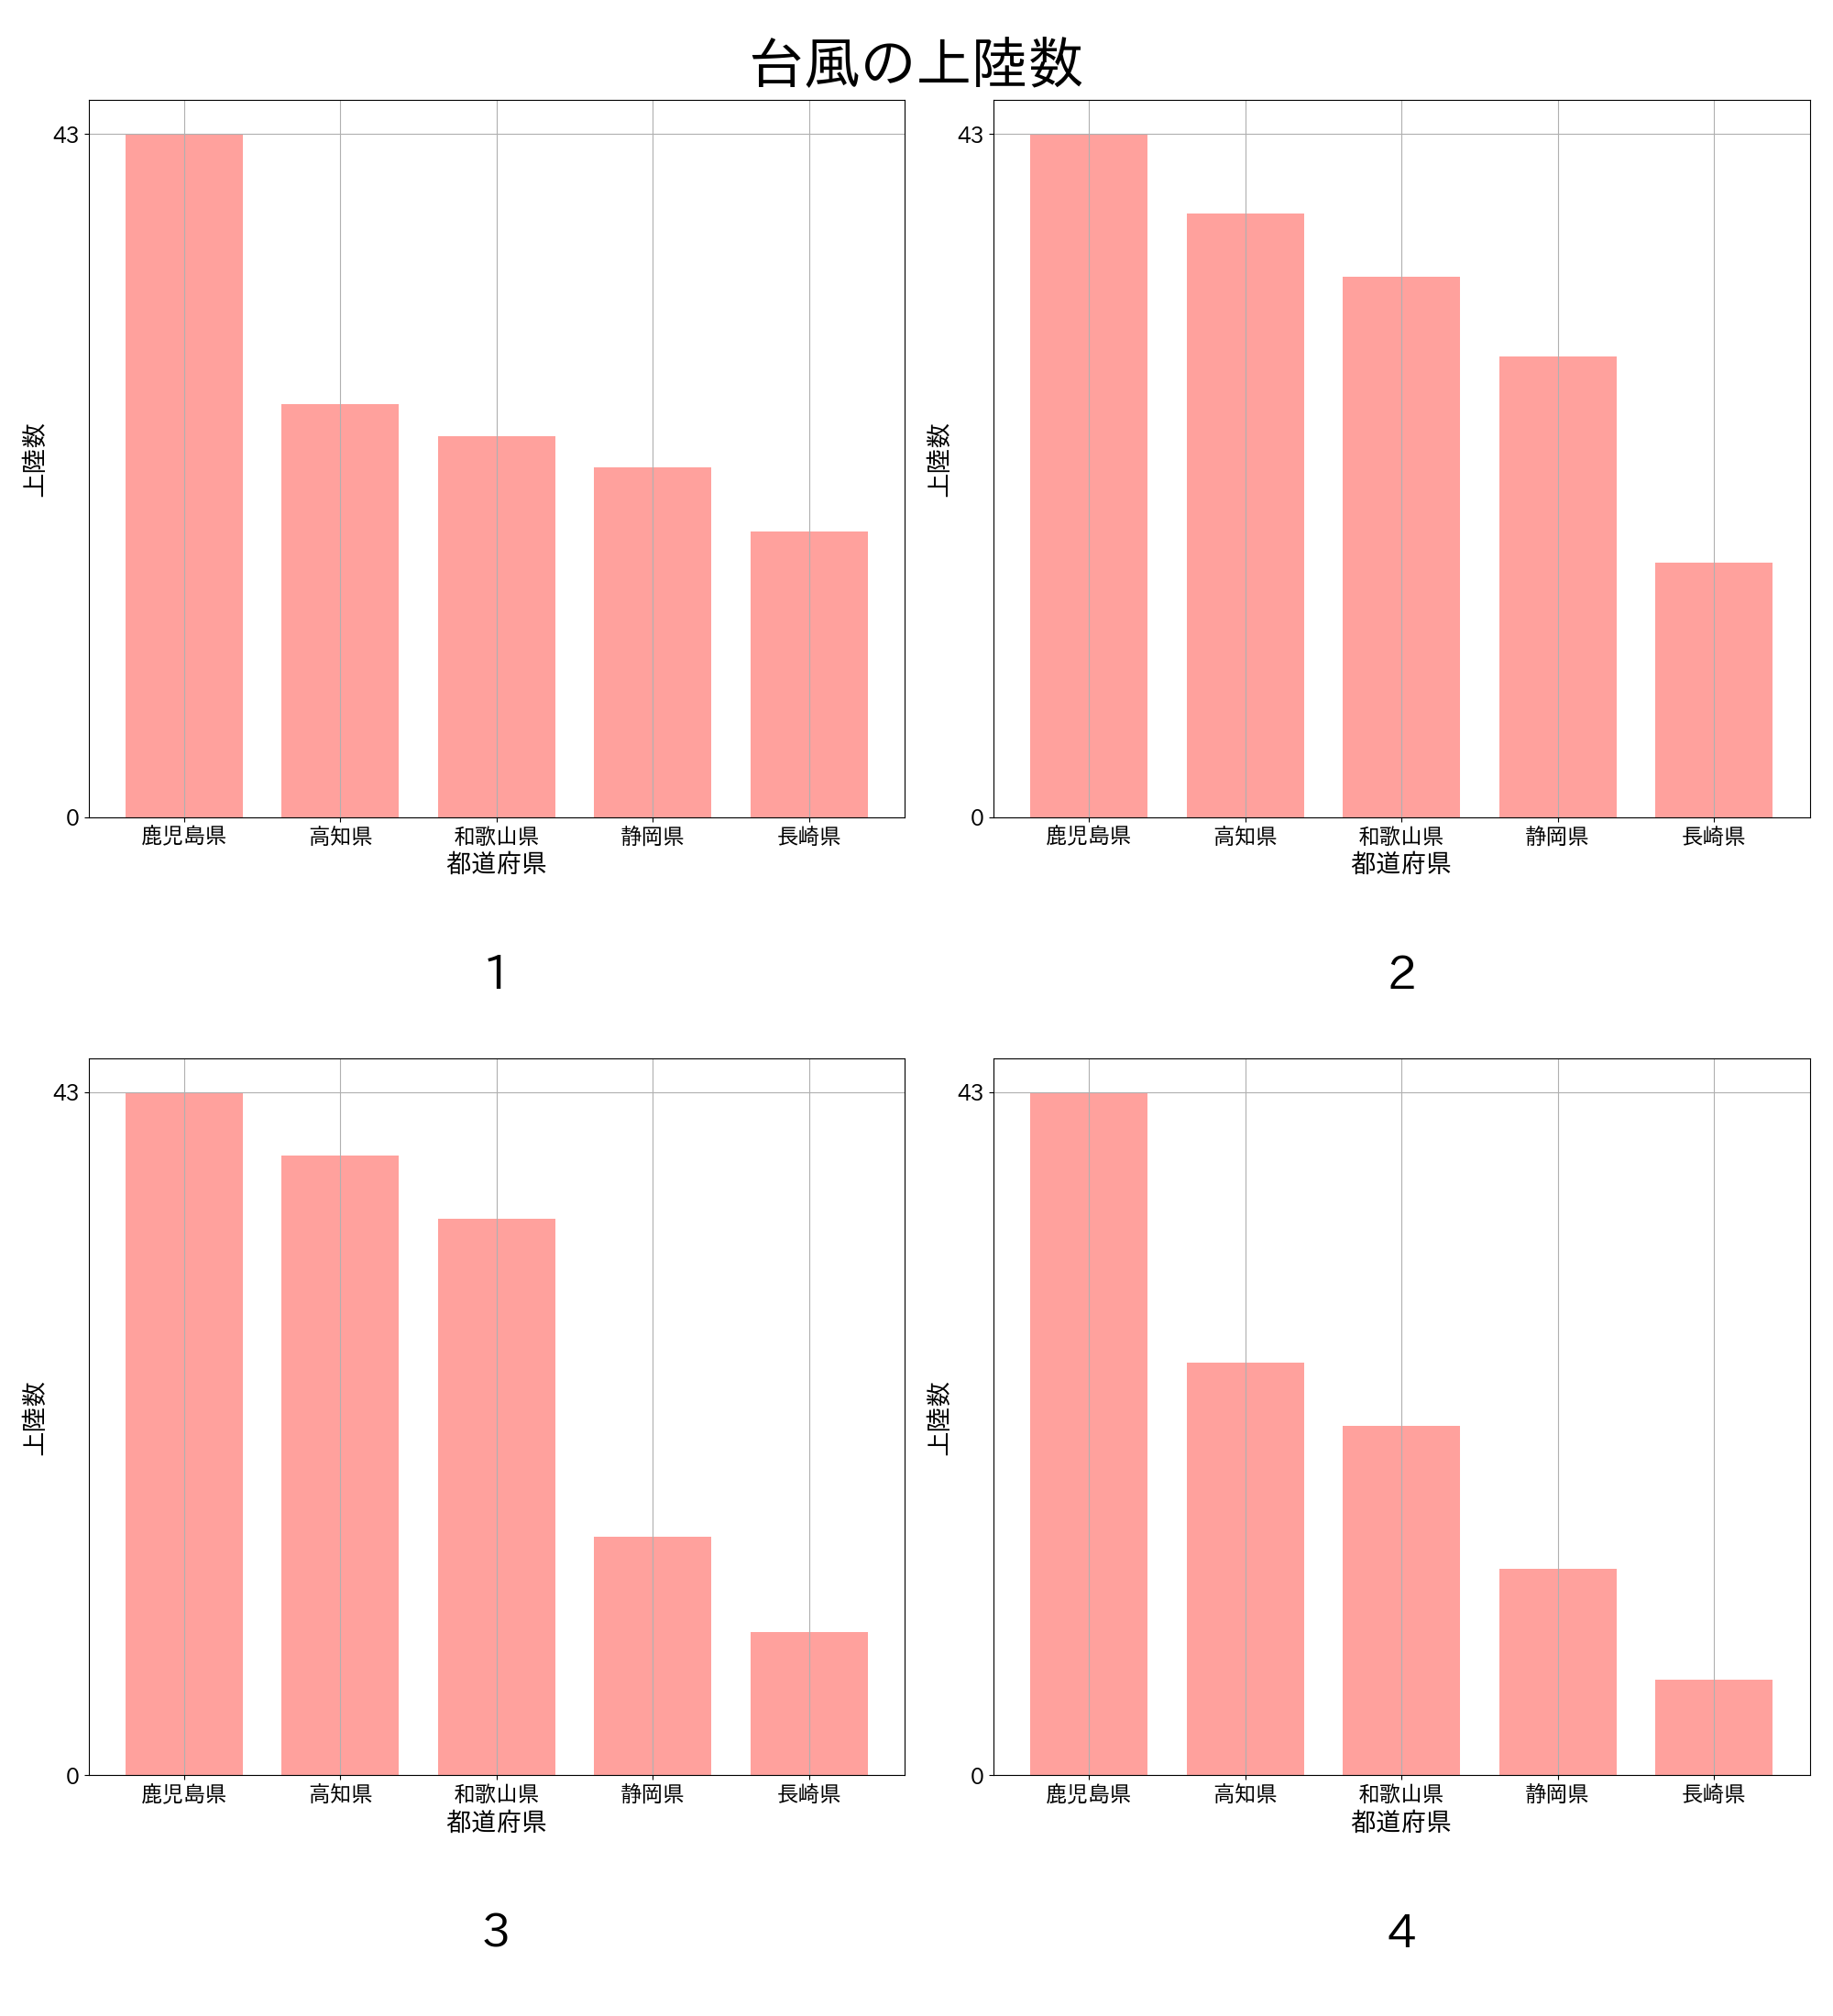 台風の上陸数
43
0
上陸数
鹿児島県 高知県 和歌山県 静岡県 長崎県
都道府県
1
43
0
上陸数
鹿児島県 高知県 和歌山県 静岡県 長崎県
都道府県
2
43
0
上陸数
鹿児島県 高知県 和歌山県 静岡県 長崎県
都道府県
3
43
0
上陸数
鹿児島県 高知県 和歌山県 静岡県 長崎県
都道府県
4